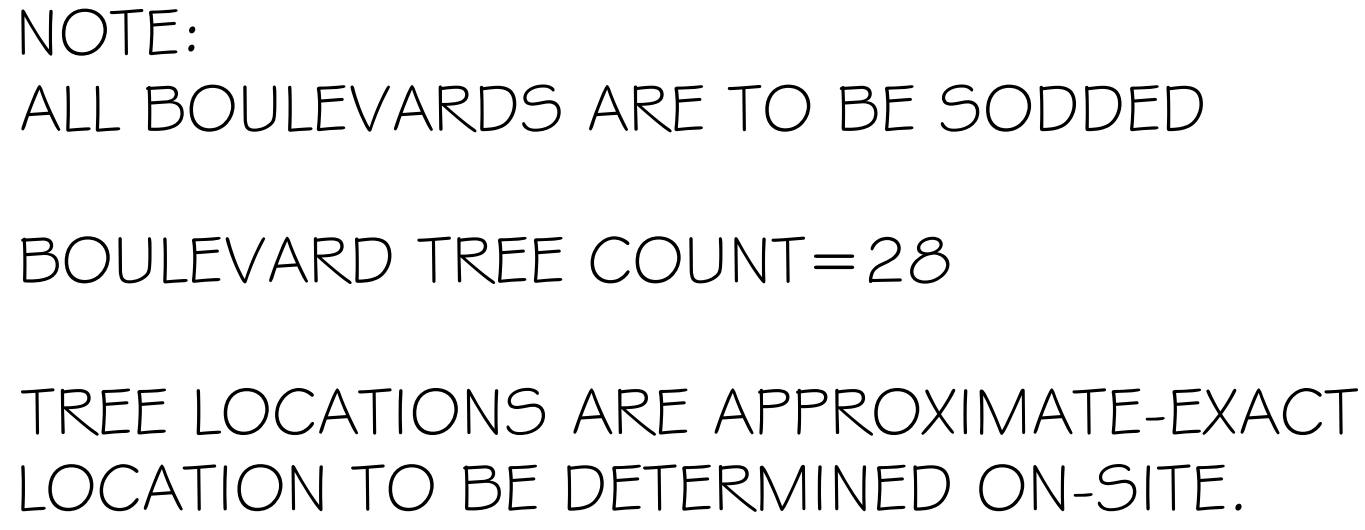 NOTE:
ALL BOULEVARDS ARE TO BE SODDED
BOULEVARD TREE COUNT=28
TREE LOCATIONS ARE APPROXIMATE-EXACT
LOCATION TO BE DETERMINED ON-SITE.